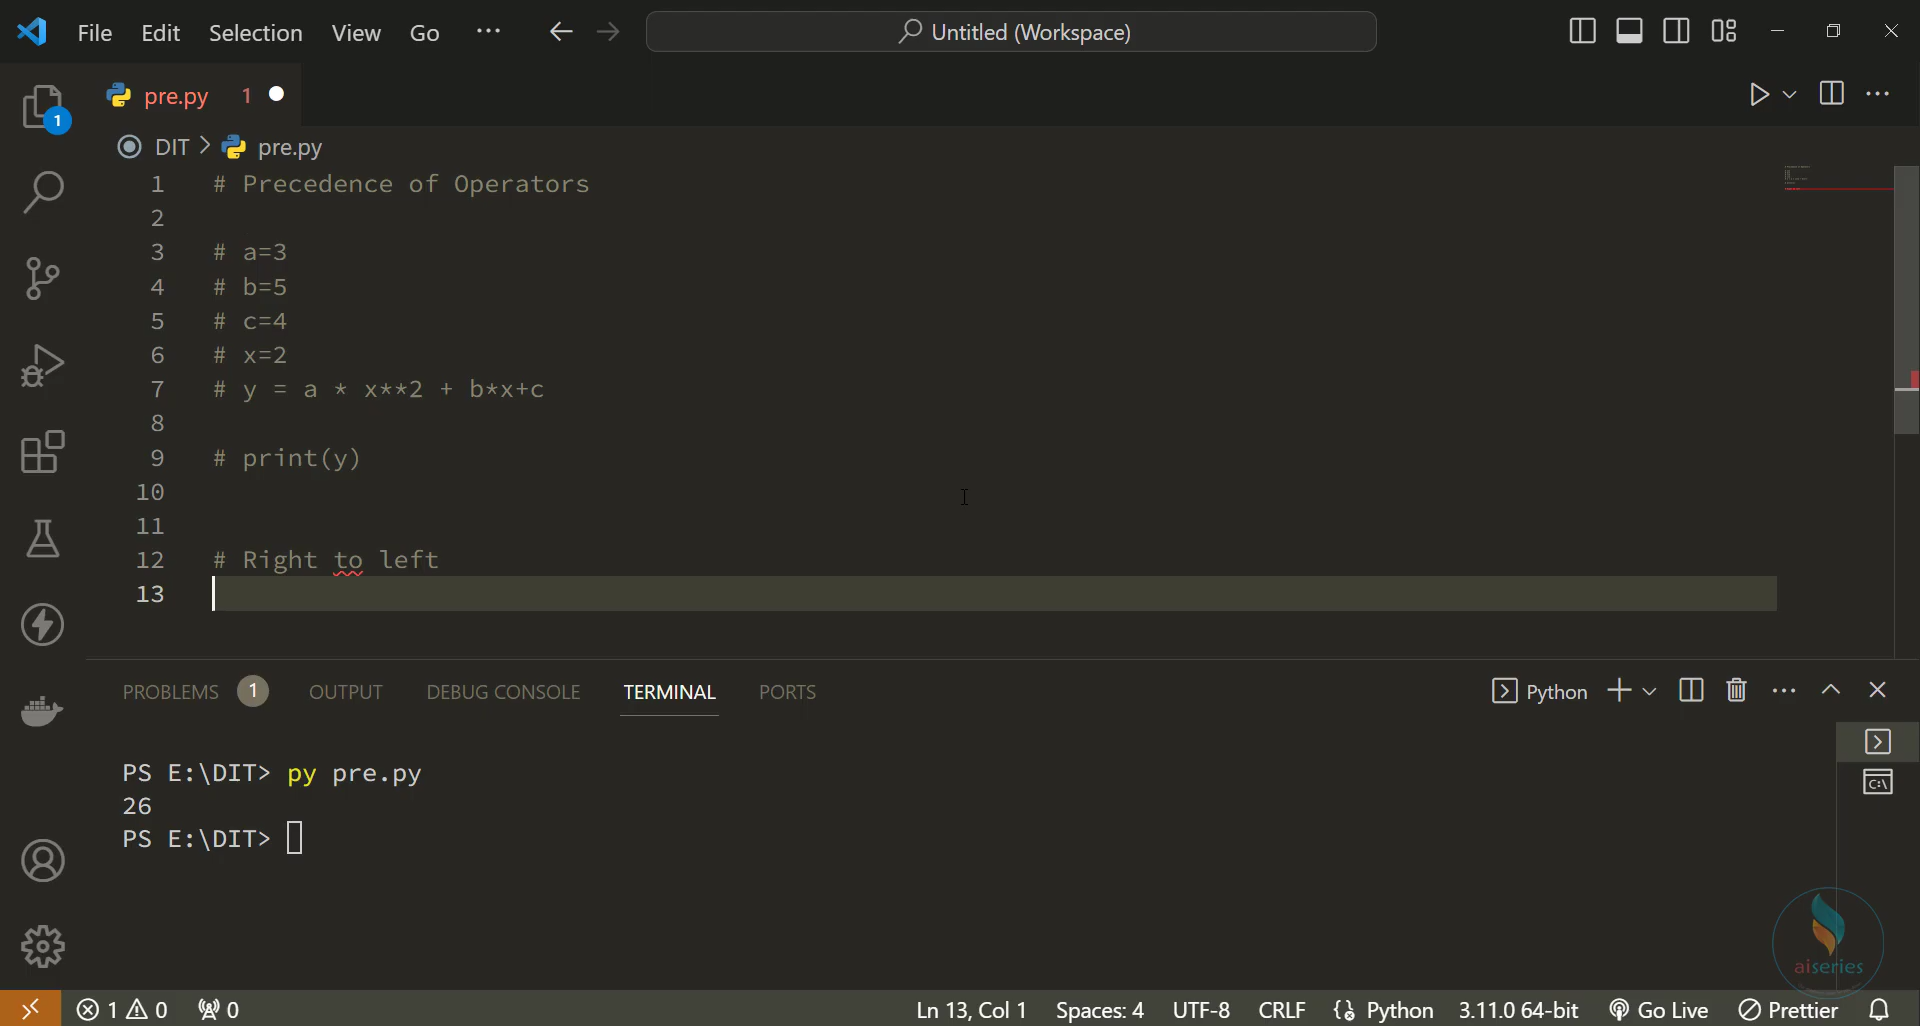 File Edit Selection View Go ··· Untitled (Workspace)
1
pre.py 1
DIT > pre.py
1 # Precedence of Operators
2
3 # a=3
4 # b=5
5 # c=4
6 # x=2
7 # y = a * x**2 + b*x+c
8
9 # print(y)
10
11
12 # Right to left
13
PROBLEMS 1 OUTPUT DEBUG CONSOLE TERMINAL PORTS Python
PS E:\DIT> py pre.py
26
PS E:\DIT>
C:\
aiseries
1 0 0 Ln 13, Col 1 Spaces: 4 UTF-8 CRLF Python 3.11.0 64-bit Go Live Prettier